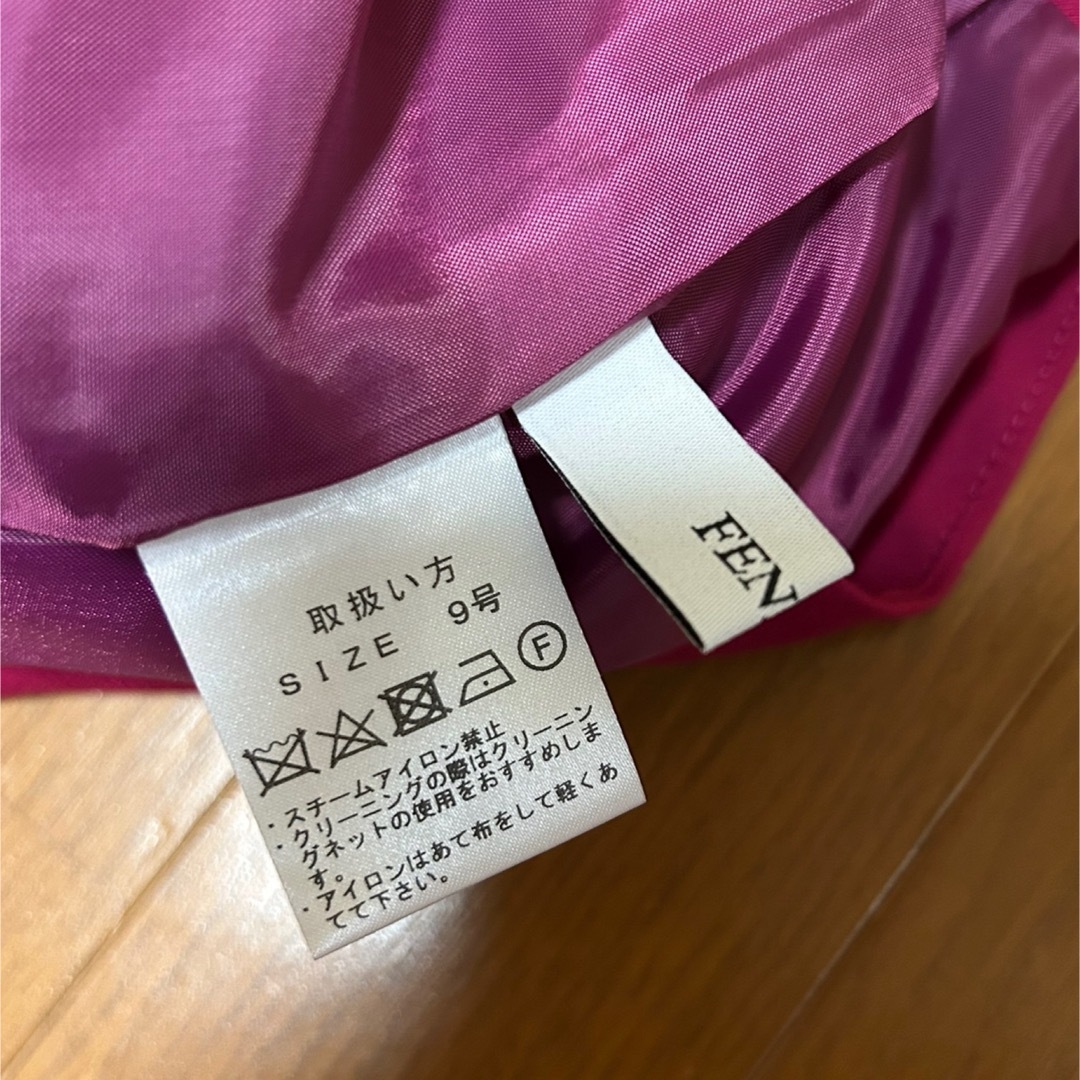 取扱い方
SIZE 9号
F
・スチームアイロン禁止
・クリーニングの際はクリーニン
グネットの使用をおすすめしま
す。
・アイロンはあて布をして軽くあ
てて下さい。
FEN